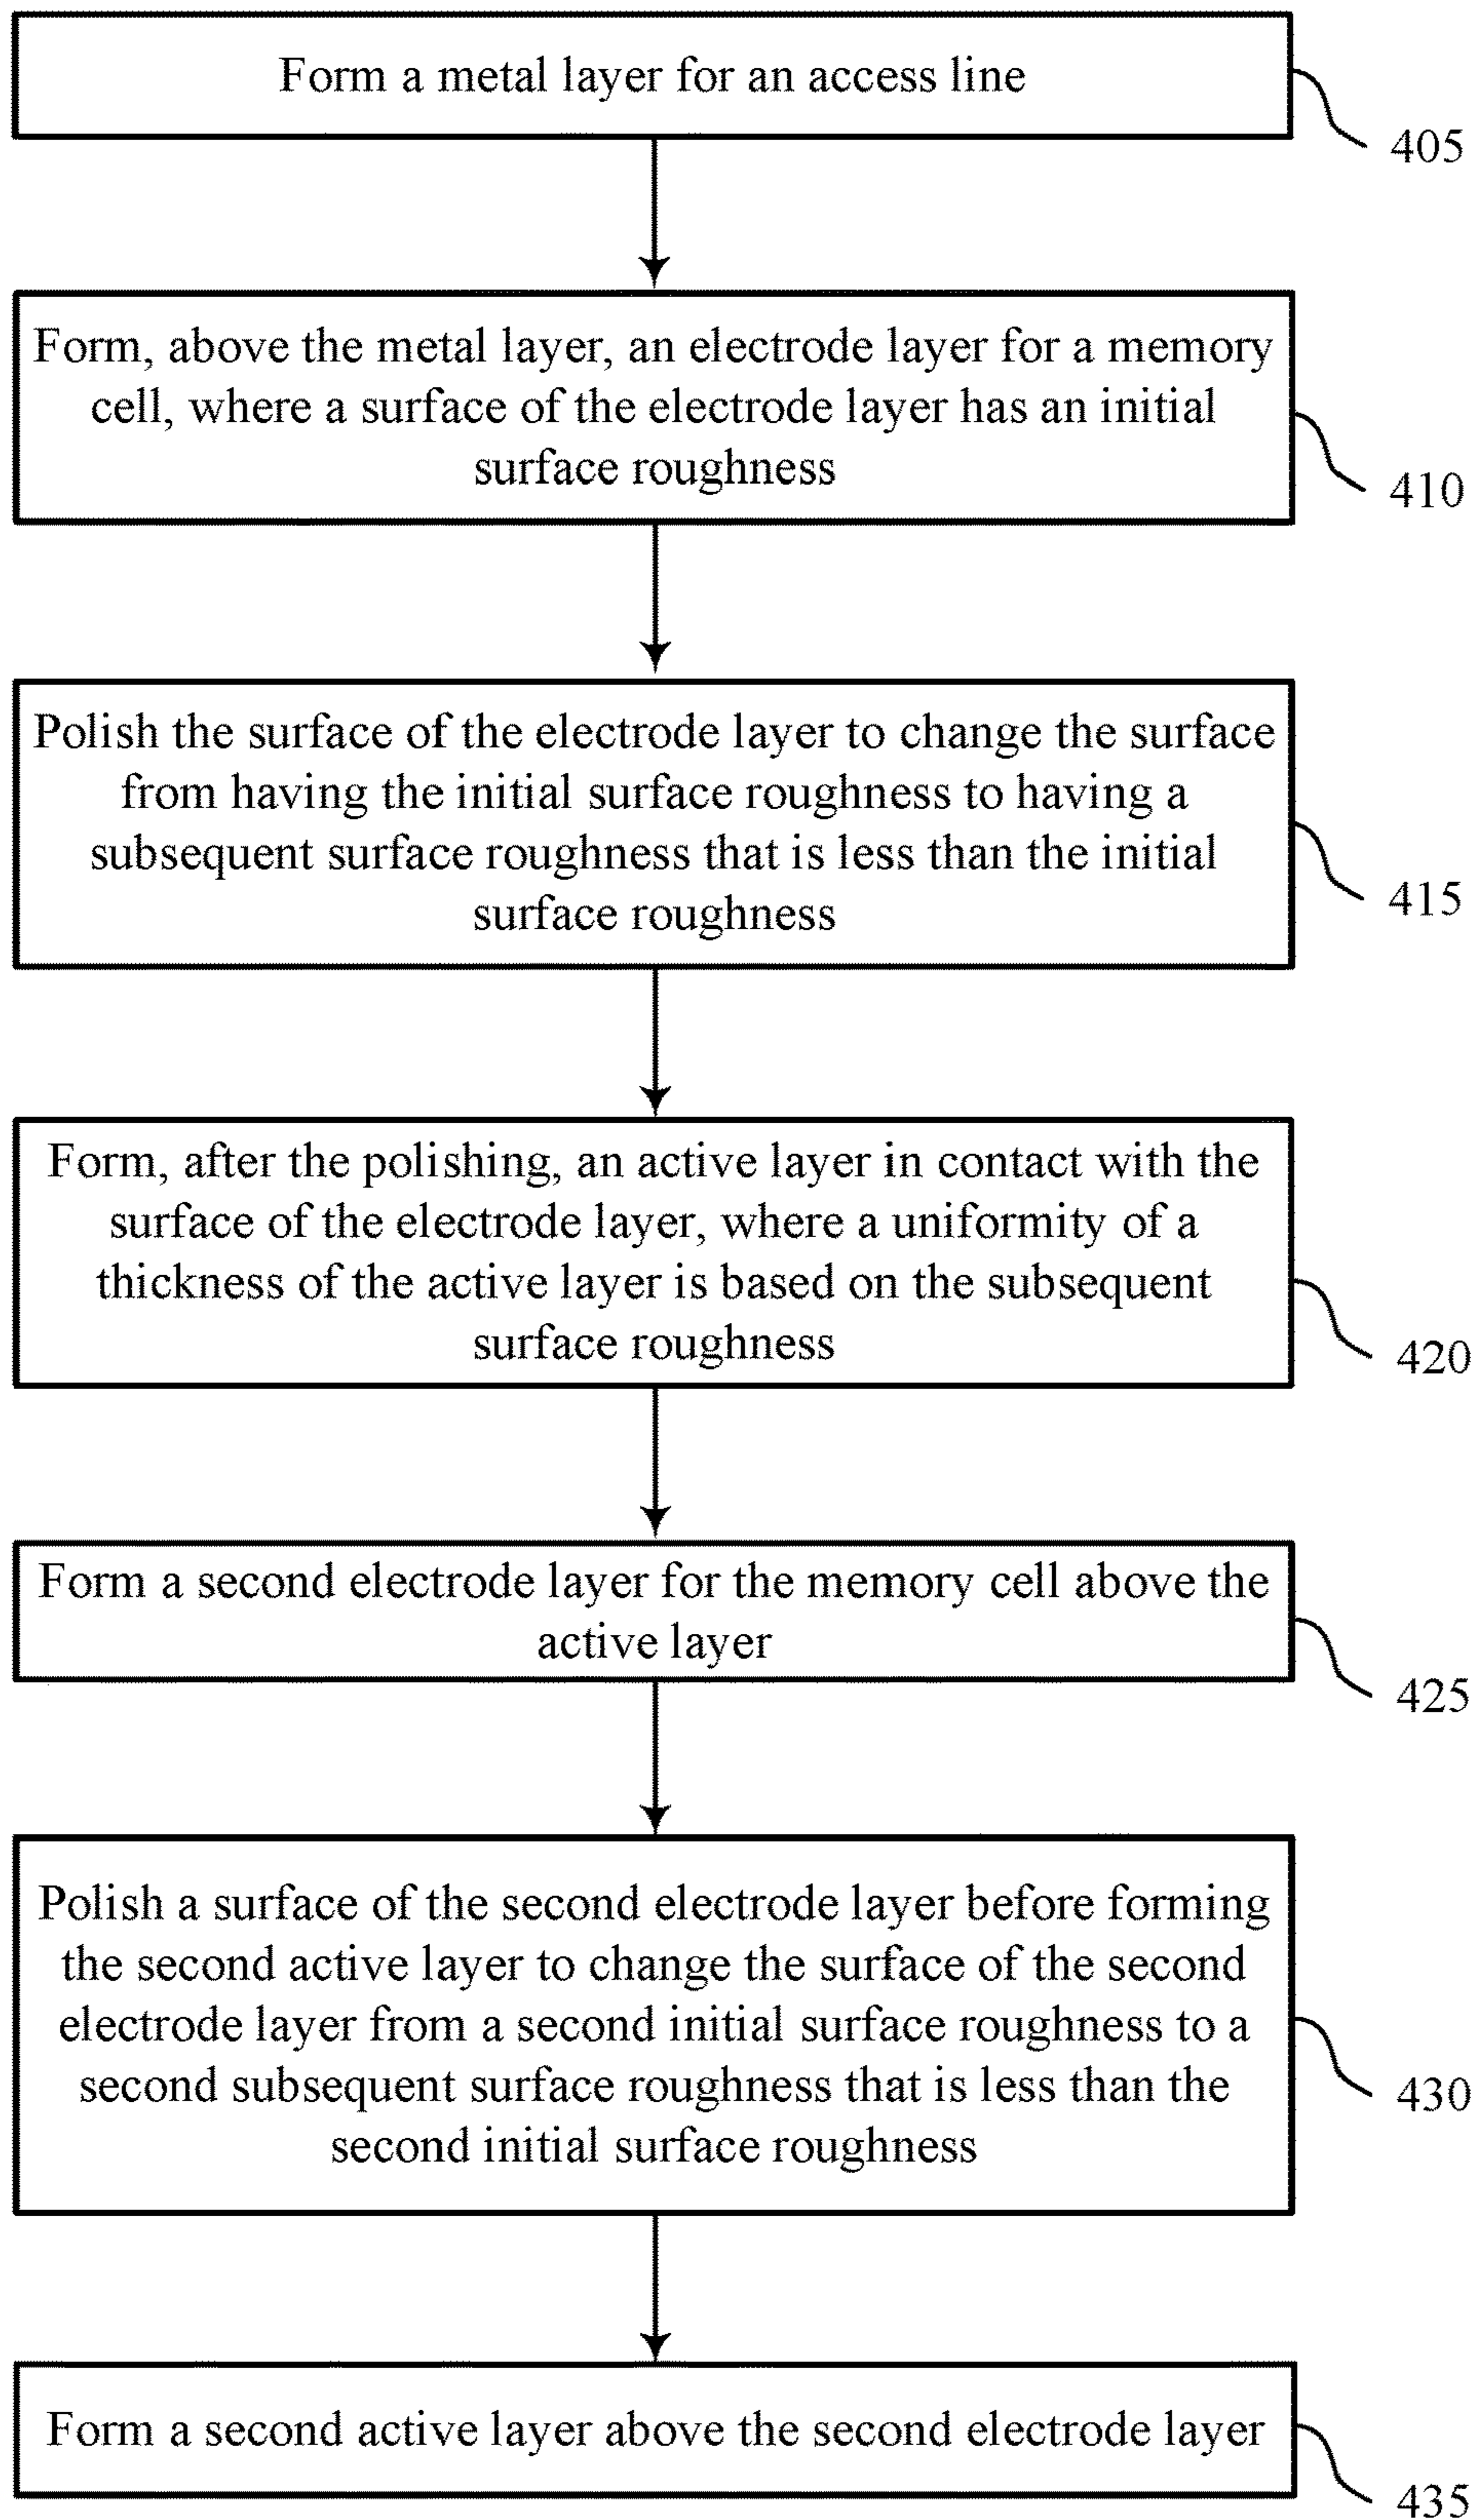 Form a metal layer for an access line
405
Form, above the metal layer, an electrode layer for a memory
cell, where a surface of the electrode layer has an initial
surface roughness
410
Polish the surface of the electrode layer to change the surface
from having the initial surface roughness to having a
subsequent surface roughness that is less than the initial
surface roughness
415
Form, after the polishing, an active layer in contact with the
surface of the electrode layer, where a uniformity of a
thickness of the active layer is based on the subsequent
surface roughness
420
Form a second electrode layer for the memory cell above the
active layer
425
Polish a surface of the second electrode layer before forming
the second active layer to change the surface of the second
electrode layer from a second initial surface roughness to a
second subsequent surface roughness that is less than the
second initial surface roughness
430
Form a second active layer above the second electrode layer
435